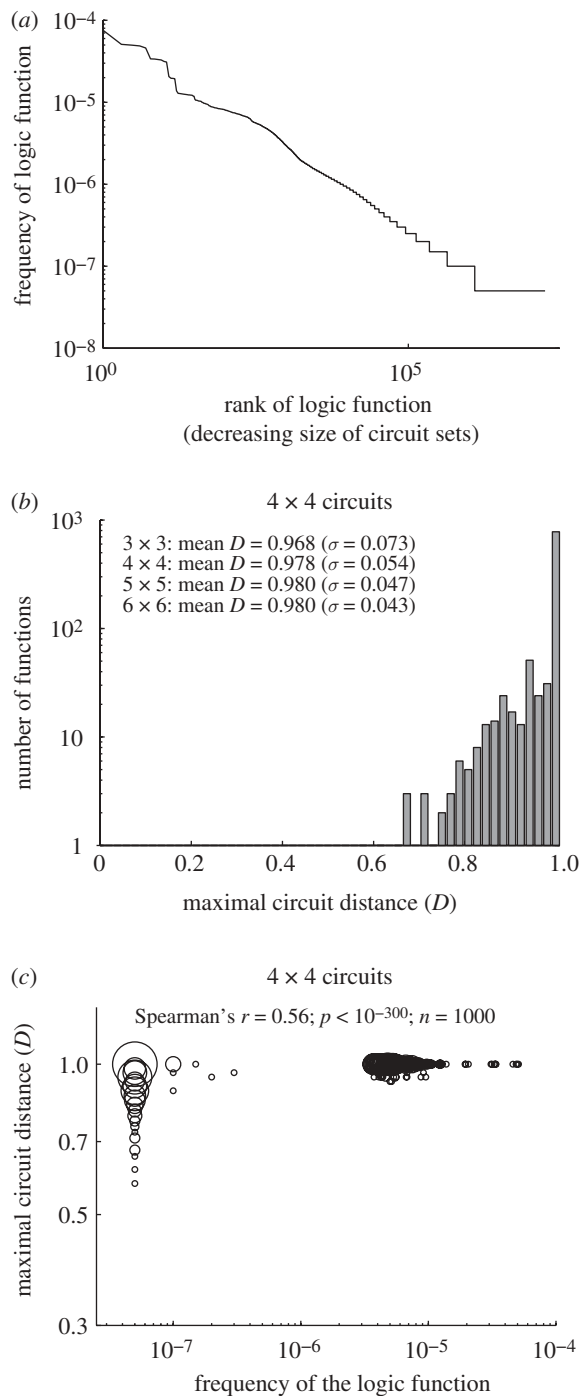 (a)
10⁻⁴
10⁻⁵
10⁻⁶
10⁻⁷
10⁻⁸
frequency of logic function
10⁰
10⁵
rank of logic function
(decreasing size of circuit sets)
(b)
4 × 4 circuits
10³
10²
10
1
number of functions
3 × 3: mean D = 0.968 (σ = 0.073)
4 × 4: mean D = 0.978 (σ = 0.054)
5 × 5: mean D = 0.980 (σ = 0.047)
6 × 6: mean D = 0.980 (σ = 0.043)
0 0.2 0.4 0.6 0.8 1.0
maximal circuit distance (D)
(c)
4 × 4 circuits
Spearman's r = 0.56; p < 10⁻³⁰⁰; n = 1000
1.0
0.7
0.5
0.3
maximal circuit distance (D)
10⁻⁷ 10⁻⁶ 10⁻⁵ 10⁻⁴
frequency of the logic function